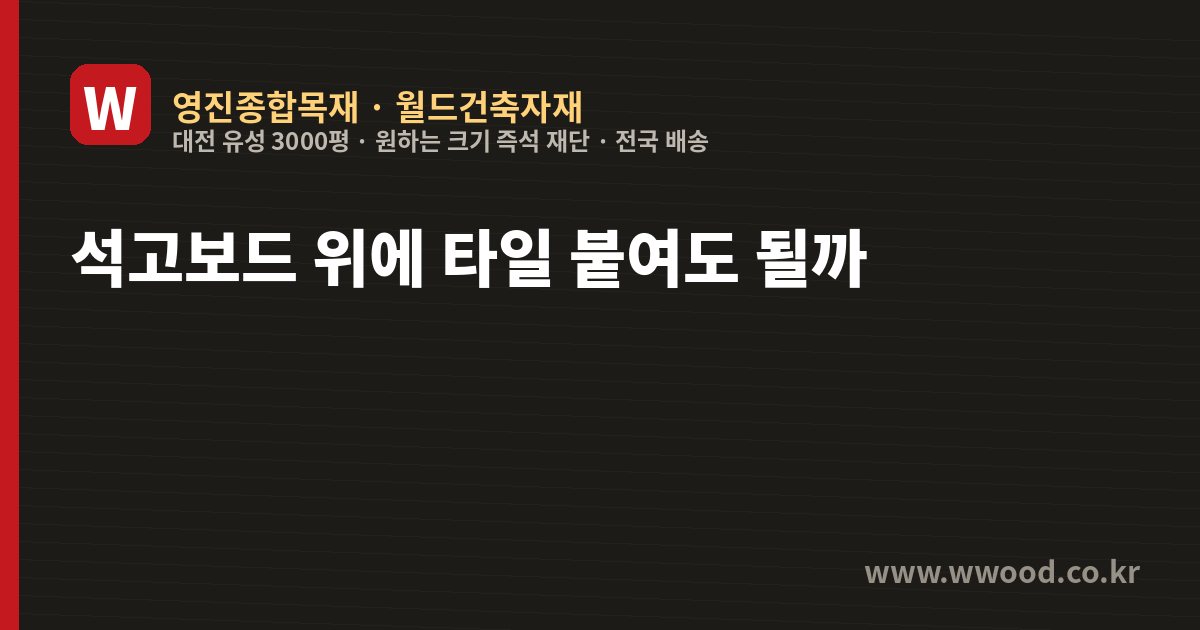 W
영진종합목재 · 월드건축자재
대전 유성 3000평 · 원하는 크기 즉석 재단 · 전국 배송
석고보드 위에 타일 붙여도 될까
www.wwood.co.kr